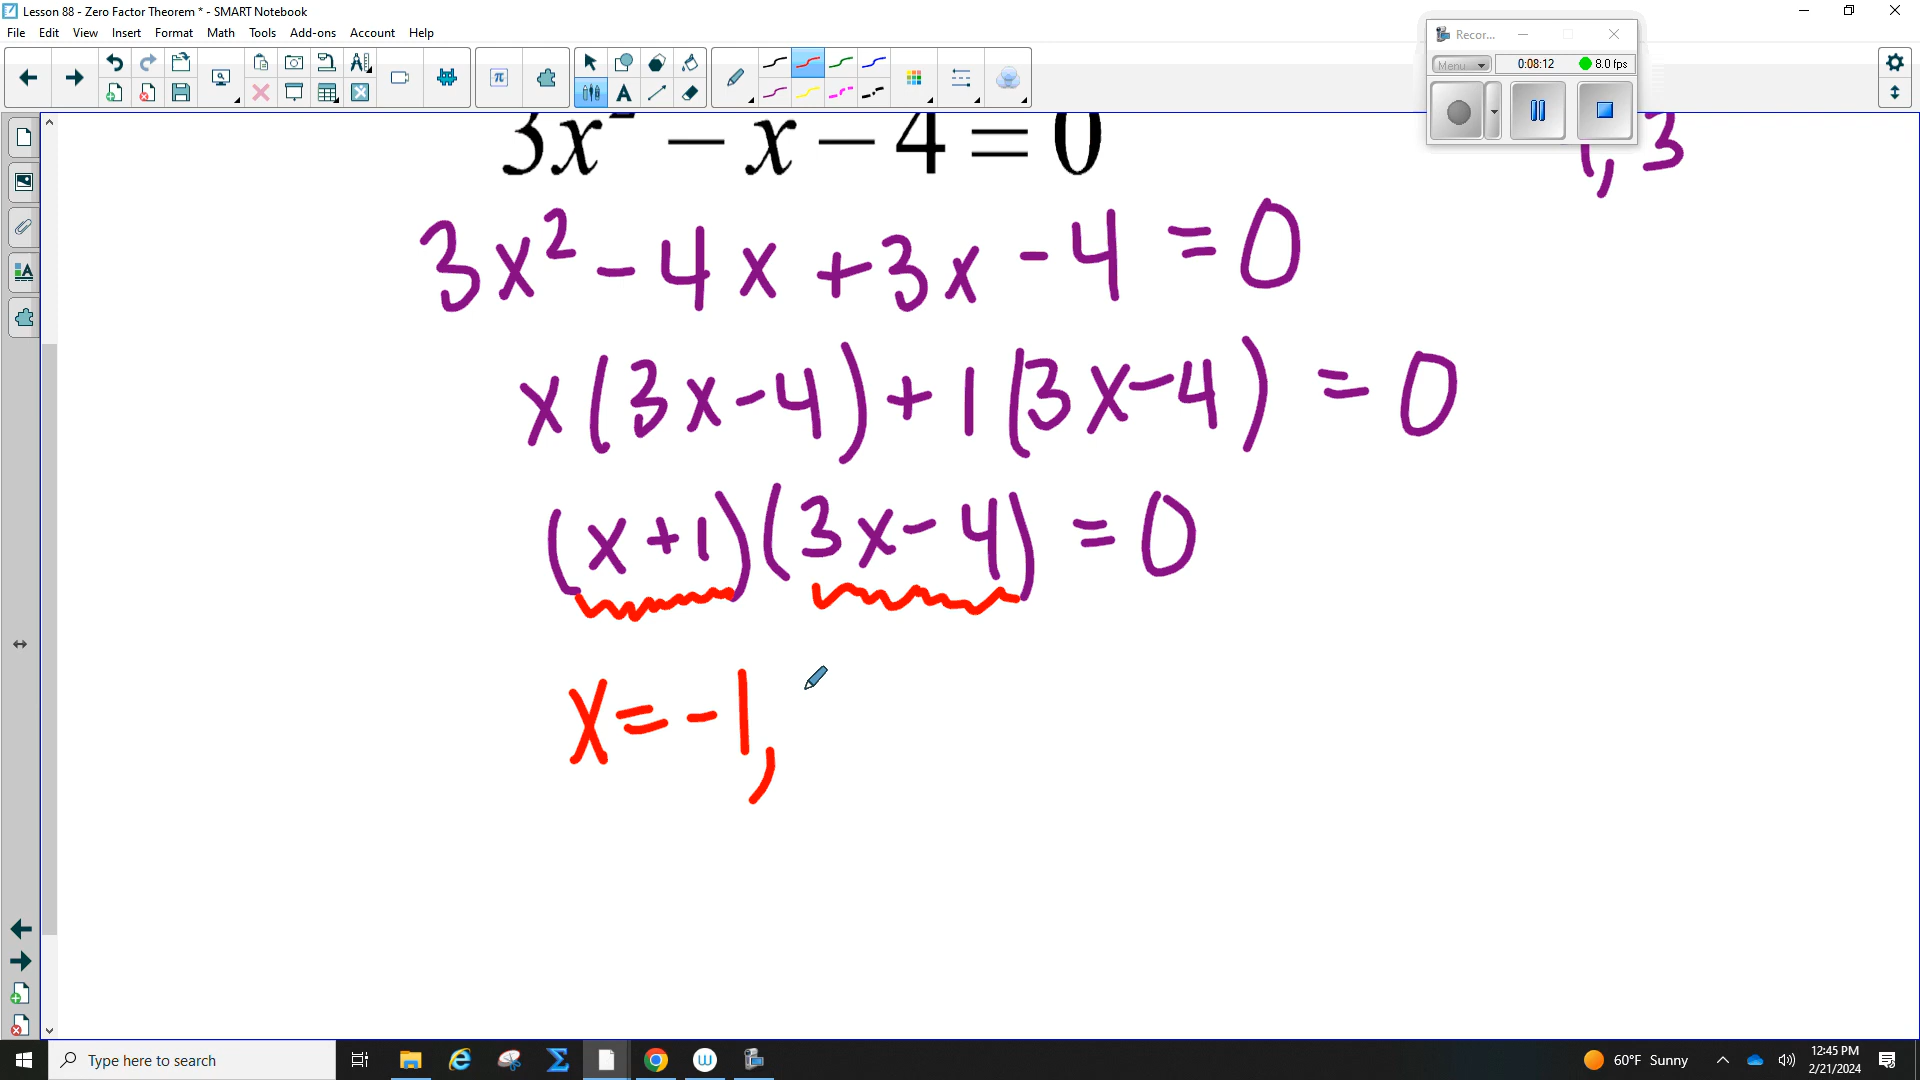 Lesson 88 - Zero Factor Theorem * - SMART Notebook
File Edit View Insert Format Math Tools Add-ons Account Help
Recor...
Menu
0:08:12 8.0 fps
3x² − x − 4 = 0
1, 3
3x² - 4x + 3x - 4 = 0
x(3x-4) + 1(3x-4) = 0
(x+1)(3x-4) = 0
x = -1,
Type here to search
60°F Sunny
12:45 PM
2/21/2024